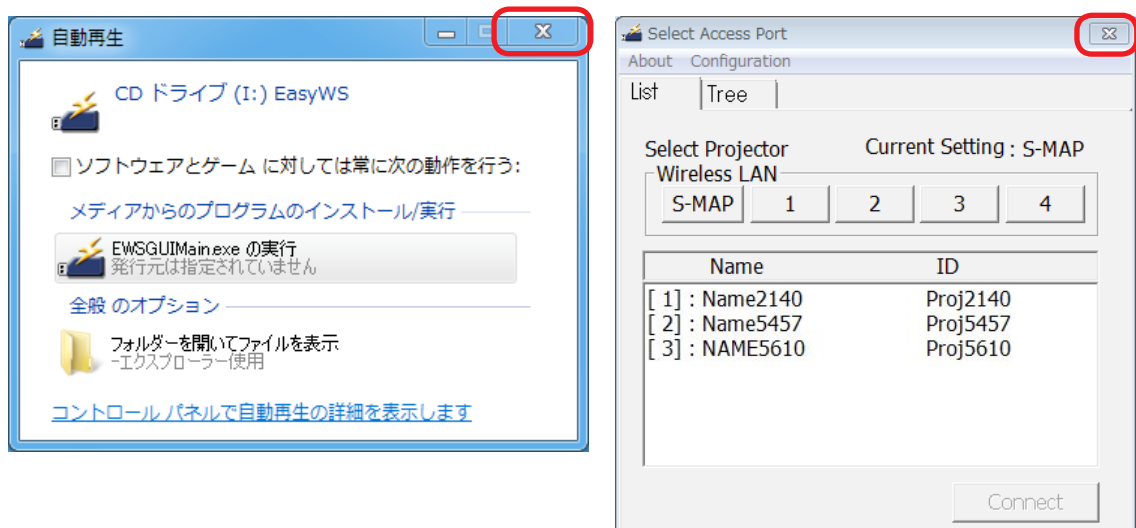 自動再生
CD ドライブ (I:) EasyWS
ソフトウェアとゲーム に対しては常に次の動作を行う:
メディアからのプログラムのインストール/実行
EWSGUIMain.exe の実行
発行元は指定されていません
全般 のオプション
フォルダーを開いてファイルを表示
-エクスプローラー使用
コントロール パネルで自動再生の詳細を表示します
Select Access Port
About Configuration
List Tree
Select Projector Current Setting : S-MAP
Wireless LAN
S-MAP 1 2 3 4
Name ID
[ 1] : Name2140 Proj2140
[ 2] : Name5457 Proj5457
[ 3] : NAME5610 Proj5610
Connect